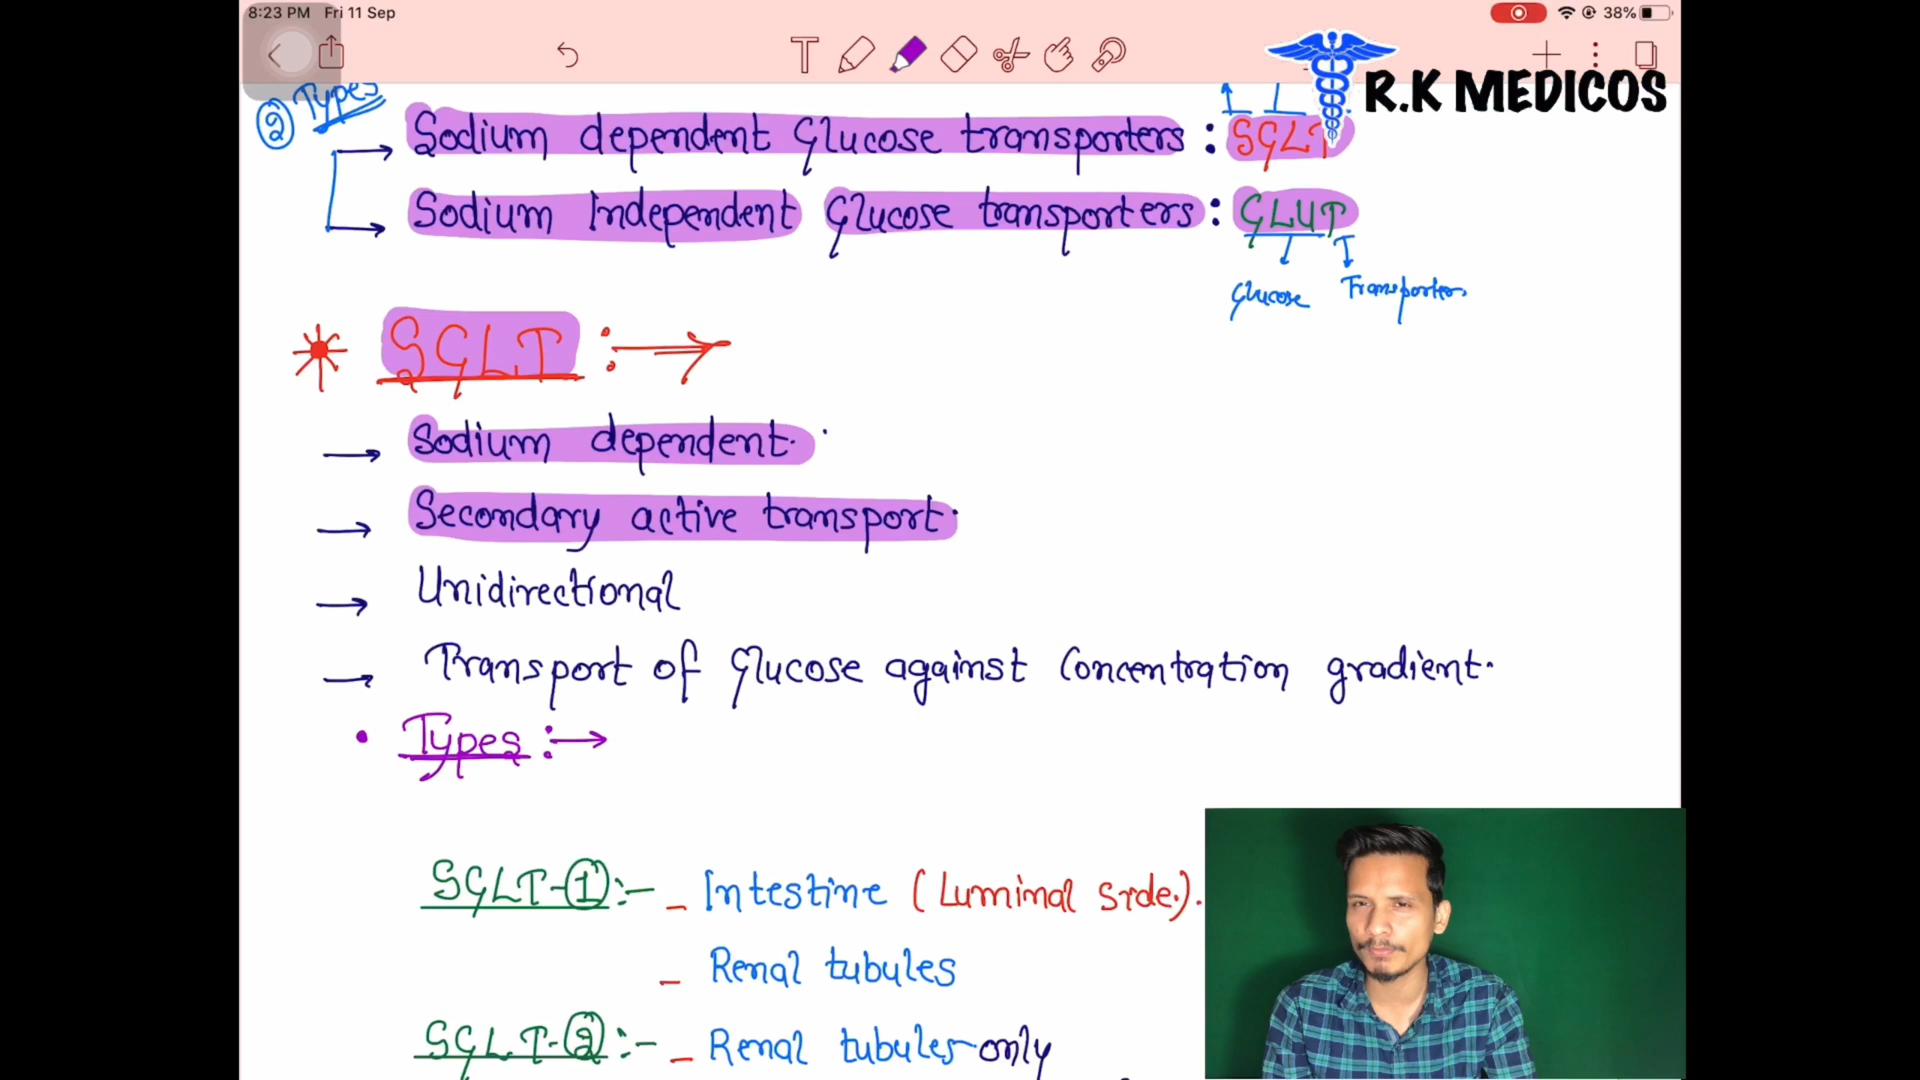 8:23 PM Fri 11 Sep
38%
R.K MEDICOS
② Types
→ Sodium dependent Glucose transporters : SGLT
→ Sodium Independent Glucose transporters : GLUT
Glucose Transporters
* SGLT :→
→ Sodium dependent.
→ Secondary active transport.
→ Unidirectional
→ Transport of Glucose against Concentration gradient.
• Types :→
SGLT-① :- - Intestine (Luminal Side.).
- Renal tubules
SGLT-② :- - Renal tubules only